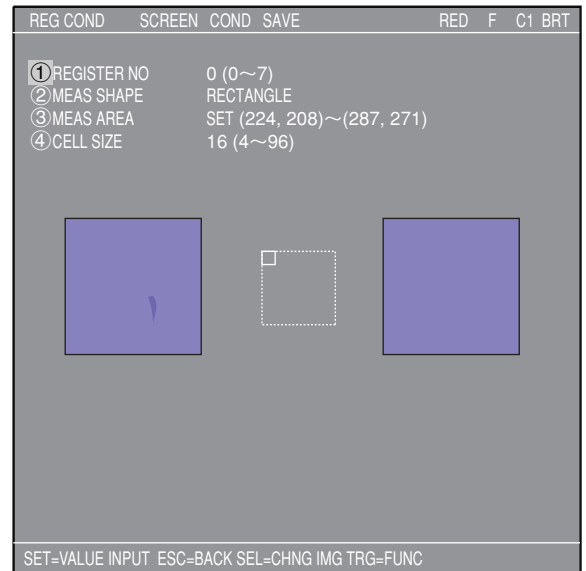 REG COND SCREEN COND SAVE RED F C1 BRT
①REGISTER NO 0 (0～7)
②MEAS SHAPE RECTANGLE
③MEAS AREA SET (224, 208)～(287, 271)
④CELL SIZE 16 (4～96)
SET=VALUE INPUT ESC=BACK SEL=CHNG IMG TRG=FUNC